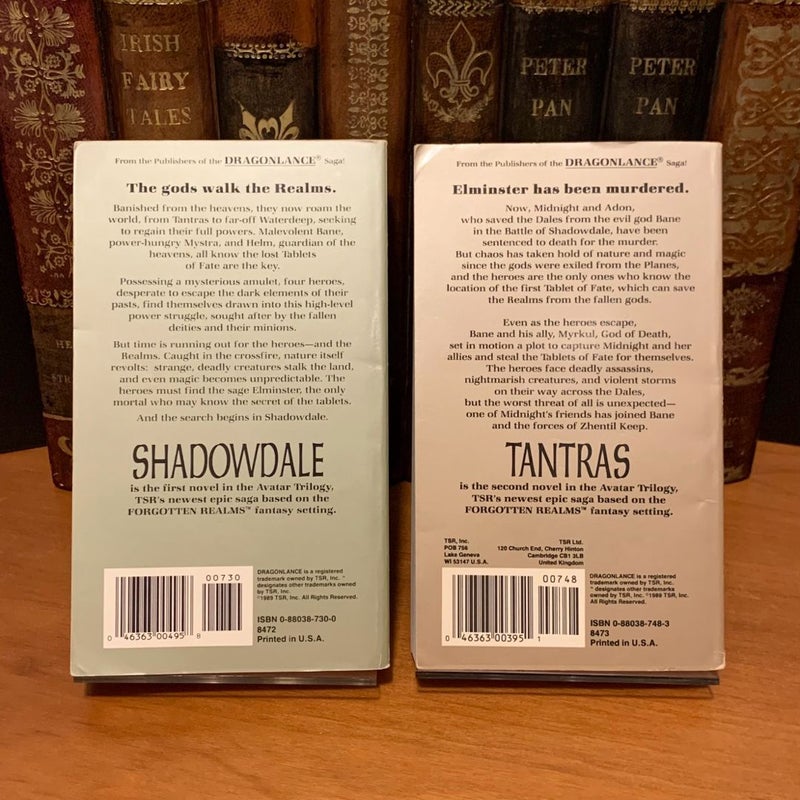 IRISH
FAIRY
TALES
PETER
PAN
PETER
PAN
From the Publishers of the DRAGONLANCE® Saga!
The gods walk the Realms.
Banished from the heavens, they now roam the
world, from Tantras to far-off Waterdeep, seeking
to regain their full powers. Malevolent Bane,
power-hungry Mystra, and Helm, guardian of the
heavens, all know the lost Tablets
of Fate are the key.
Possessing a mysterious amulet, four heroes,
desperate to escape the dark elements of their
pasts, find themselves drawn into this high-level
power struggle, sought after by the fallen
deities and their minions.
But time is running out for the heroes—and the
Realms. Caught in the crossfire, nature itself
revolts: strange, deadly creatures stalk the land,
and even magic becomes unpredictable. The
heroes must find the sage Elminster, the only
mortal who may know the secret of the tablets.
And the search begins in Shadowdale.
SHADOWDALE
is the first novel in the Avatar Trilogy,
TSR's newest epic saga based on the
FORGOTTEN REALMS™ fantasy setting.
00730
0 46363 00495 8
DRAGONLANCE is a registered
trademark owned by TSR, Inc. ™
designates other trademarks owned
by TSR, Inc.
©1989 TSR, Inc. All Rights Reserved.
ISBN 0-88038-730-0
8472
Printed in U.S.A.
From the Publishers of the DRAGONLANCE® Saga!
Elminster has been murdered.
Now, Midnight and Adon,
who saved the Dales from the evil god Bane
in the Battle of Shadowdale, have been
sentenced to death for the murder.
But chaos has taken hold of nature and magic
since the gods were exiled from the Planes,
and the heroes are the only ones who know the
location of the first Tablet of Fate, which can save
the Realms from the fallen gods.
Even as the heroes escape,
Bane and his ally, Myrkul, God of Death,
set in motion a plot to capture Midnight and her
allies and steal the Tablets of Fate for themselves.
The heroes face deadly assassins,
nightmarish creatures, and violent storms
on their way across the Dales,
but the worst threat of all is unexpected—
one of Midnight's friends has joined Bane
and the forces of Zhentil Keep.
TANTRAS
is the second novel in the Avatar Trilogy,
TSR's newest epic saga based on the
FORGOTTEN REALMS™ fantasy setting.
TSR, Inc.
POB 756
Lake Geneva
WI 53147 U.S.A.
TSR Ltd.
120 Church End, Cherry Hinton
Cambridge CB1 3LB
United Kingdom
00748
0 46363 00395 1
DRAGONLANCE is a registered
trademark owned by TSR, Inc. ™
designates other trademarks
owned by TSR, Inc. ©1989 TSR, Inc.
All Rights Reserved.
ISBN 0-88038-748-3
8473
Printed in U.S.A.